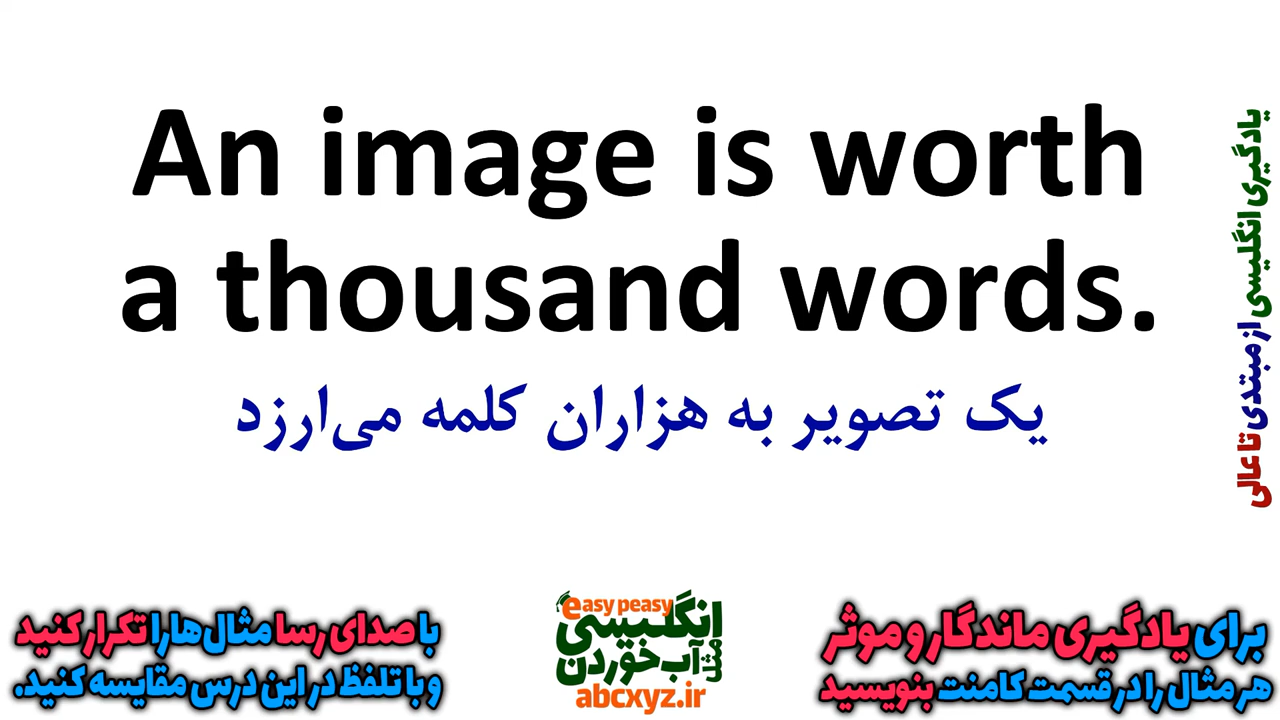 An image is worth
a thousand words.
یک تصویر به هزاران کلمه می‌ارزد
یادگیری انگلیسی از مبتدی تا عالی
با صدای رسا مثال‌ها را تکرار کنید
و با تلفظ در این درس مقایسه کنید.
easy peasy
انگلیسی
مثل آب خوردن
abcxyz.ir
برای یادگیری ماندگار و موثر
هر مثال را در قسمت کامنت بنویسید